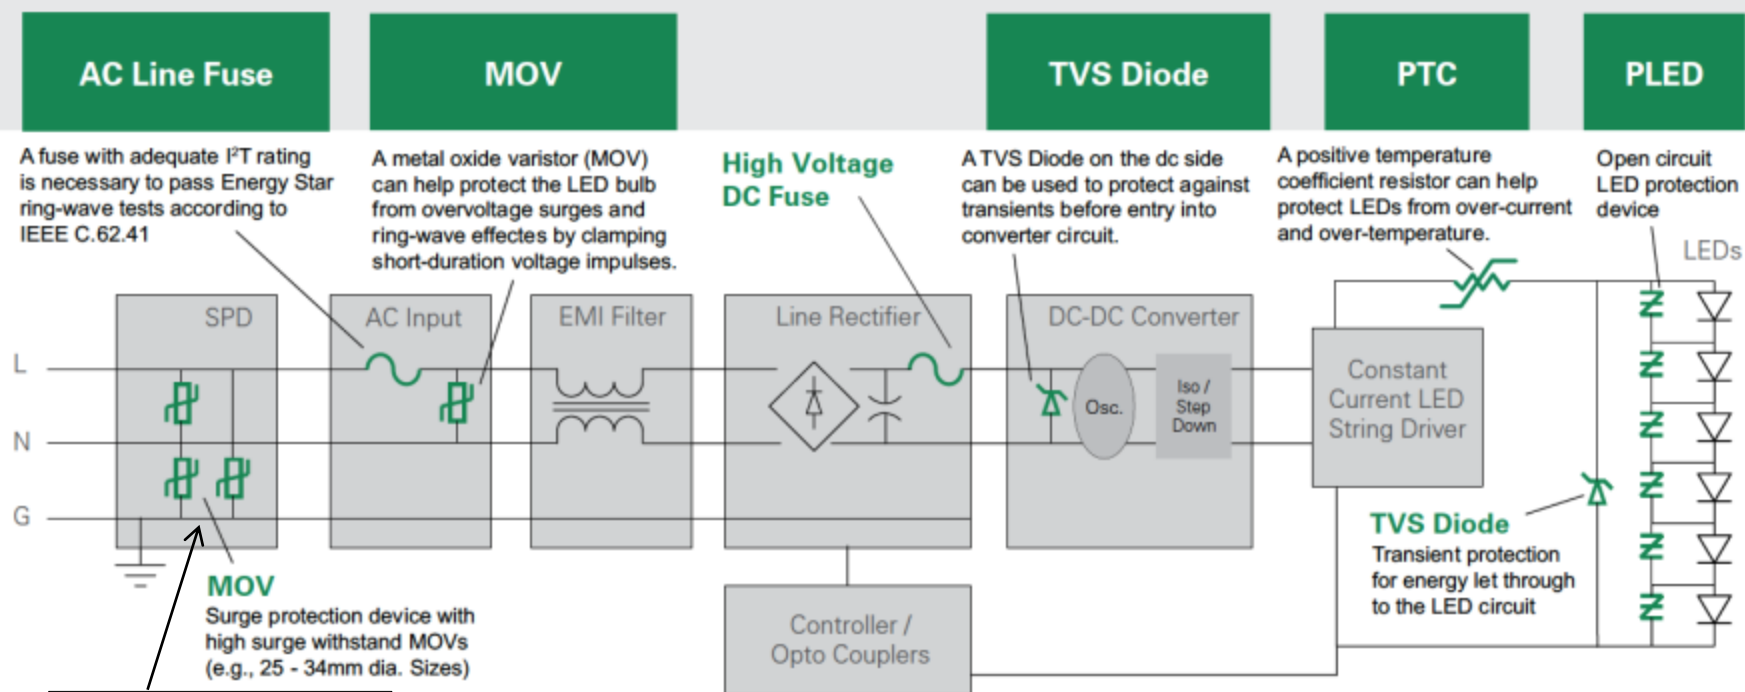 AC Line Fuse
MOV
TVS Diode
PTC
PLED
A fuse with adequate I²T rating
is necessary to pass Energy Star
ring-wave tests according to
IEEE C.62.41
A metal oxide varistor (MOV)
can help protect the LED bulb
from overvoltage surges and
ring-wave effectes by clamping
short-duration voltage impulses.
High Voltage
DC Fuse
A TVS Diode on the dc side
can be used to protect against
transients before entry into
converter circuit.
A positive temperature
coefficient resistor can help
protect LEDs from over-current
and over-temperature.
Open circuit
LED protection
device
LEDs
SPD
AC Input
EMI Filter
Line Rectifier
DC-DC Converter
L
N
G
Osc.
Iso /
Step
Down
Constant
Current LED
String Driver
MOV
Surge protection device with
high surge withstand MOVs
(e.g., 25 - 34mm dia. Sizes)
Controller /
Opto Couplers
TVS Diode
Transient protection
for energy let through
to the LED circuit